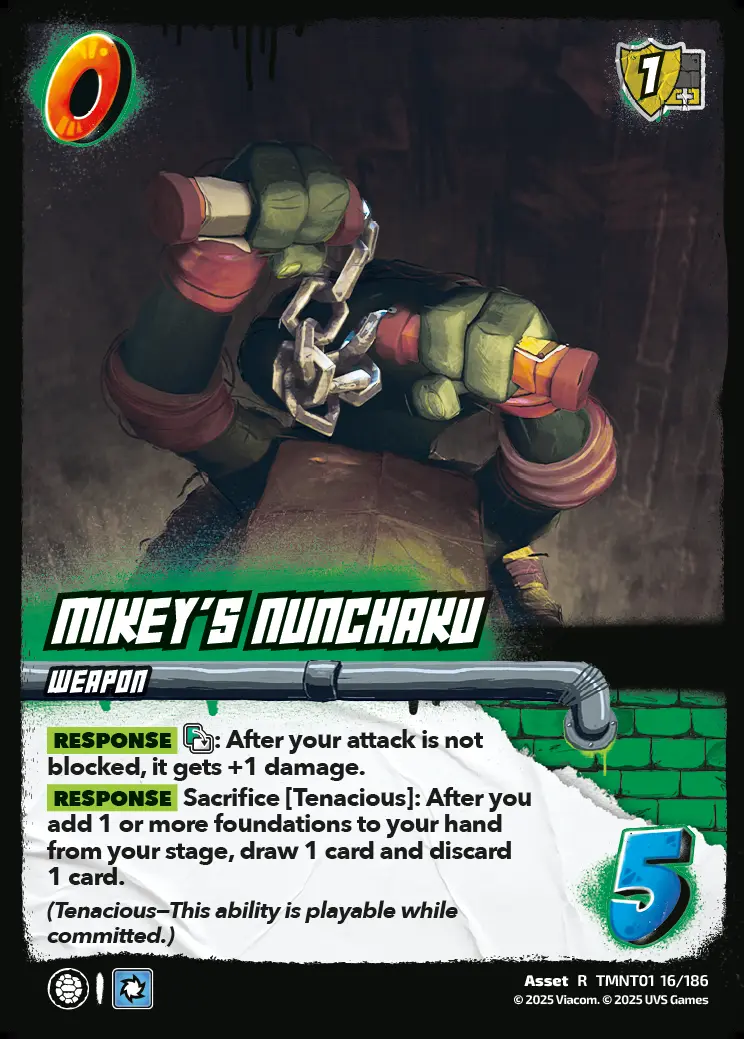 0
1
MIKEY'S NUNCHAKU
WEAPON
RESPONSE : After your attack is not
blocked, it gets +1 damage.
RESPONSE Sacrifice [Tenacious]: After you
add 1 or more foundations to your hand
from your stage, draw 1 card and discard
1 card.
(Tenacious—This ability is playable while
committed.)
5
Asset R TMNT01 16/186
© 2025 Viacom. © 2025 UVS Games